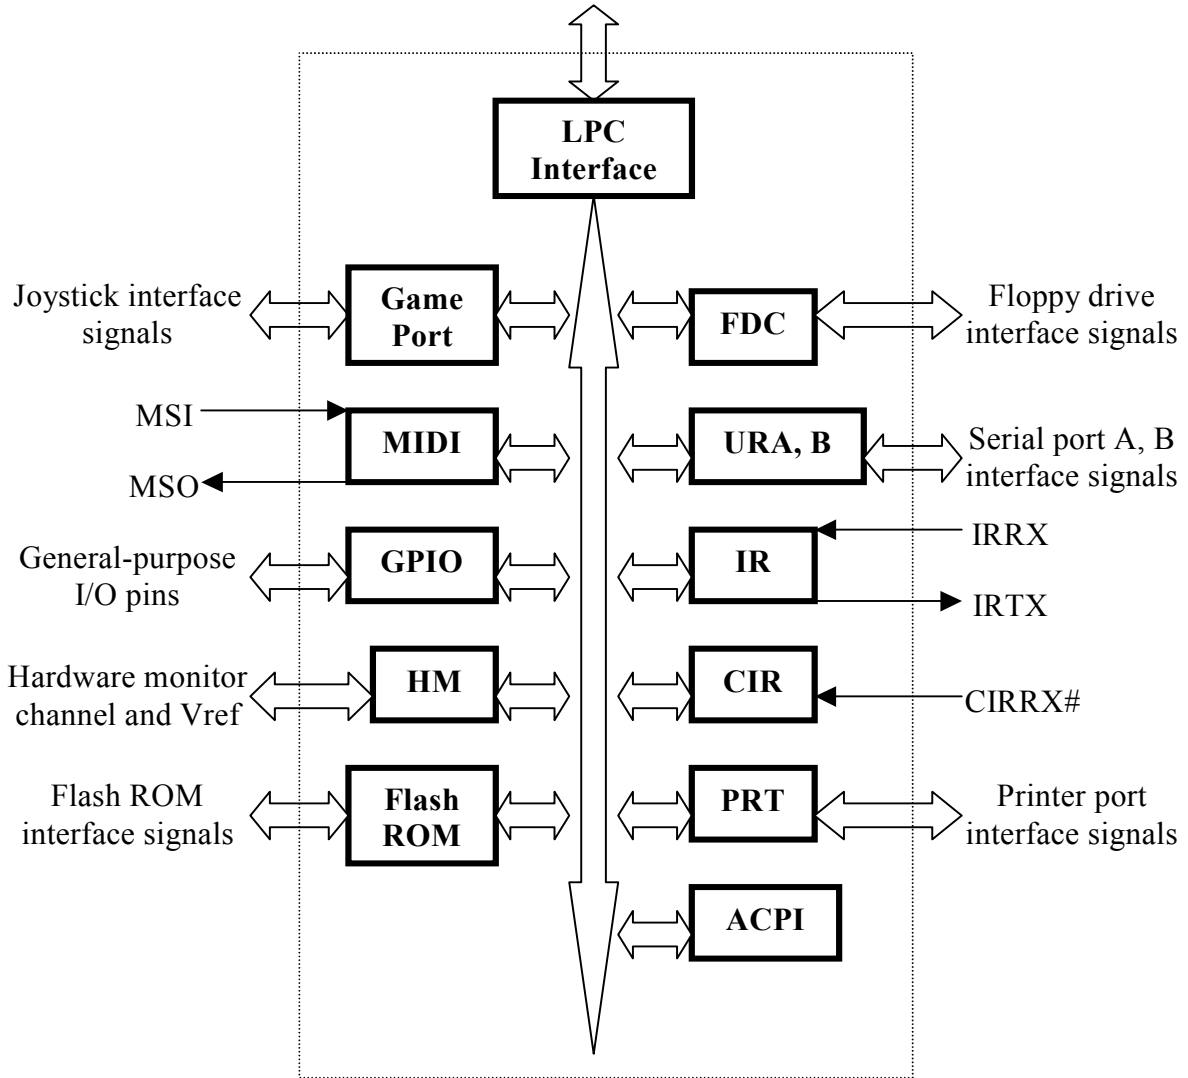 LPC
Interface
Joystick interface
signals
Game
Port
FDC
Floppy drive
interface signals
MSI
MIDI
MSO
URA, B
Serial port A, B
interface signals
General-purpose
I/O pins
GPIO
IR
IRRX
IRTX
Hardware monitor
channel and Vref
HM
CIR
CIRRX#
Flash ROM
interface signals
Flash
ROM
PRT
Printer port
interface signals
ACPI